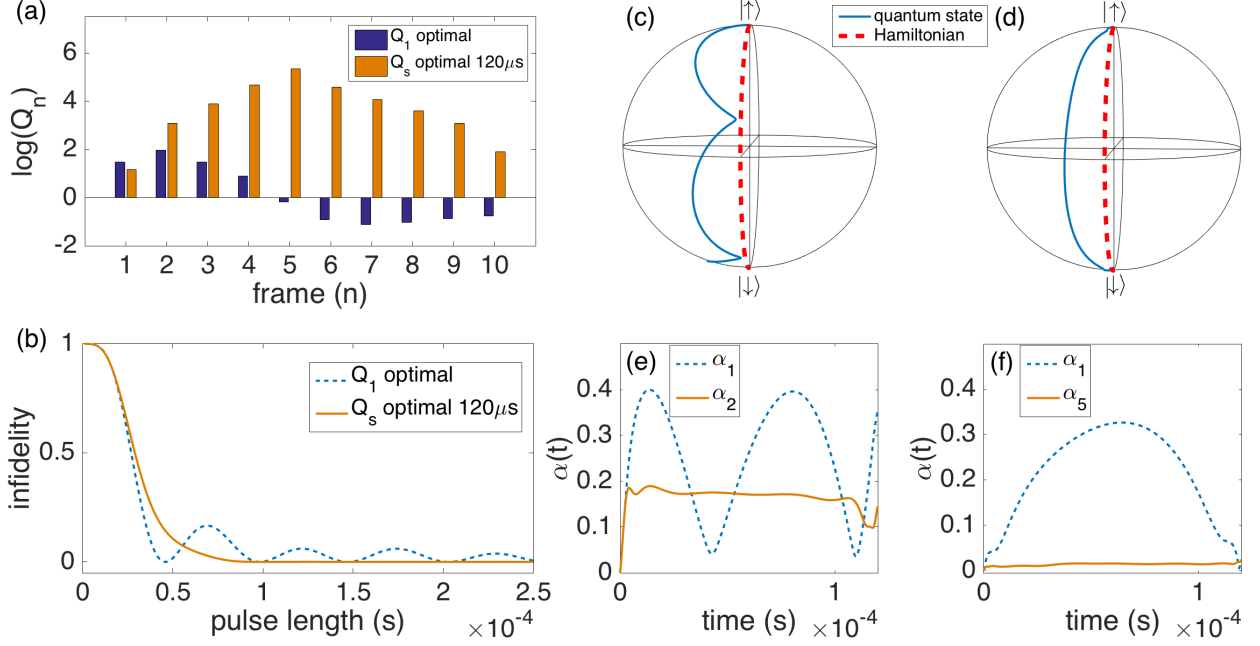 (a)
Q1 optimal
Qs optimal 120μs
log(Qn)
6
4
2
0
-2
1 2 3 4 5 6 7 8 9 10
frame (n)
(b)
Q1 optimal
Qs optimal 120μs
infidelity
1
0.5
0
0 0.5 1 1.5 2 2.5
pulse length (s) ×10-4
(c)
|↑⟩
quantum state
Hamiltonian
|↓⟩
(d)
|↑⟩
|↓⟩
(e)
α1
α2
α(t)
0.4
0.3
0.2
0.1
0
0 1
time (s) ×10-4
(f)
α1
α5
α(t)
0.4
0.3
0.2
0.1
0
0 1
time (s) ×10-4